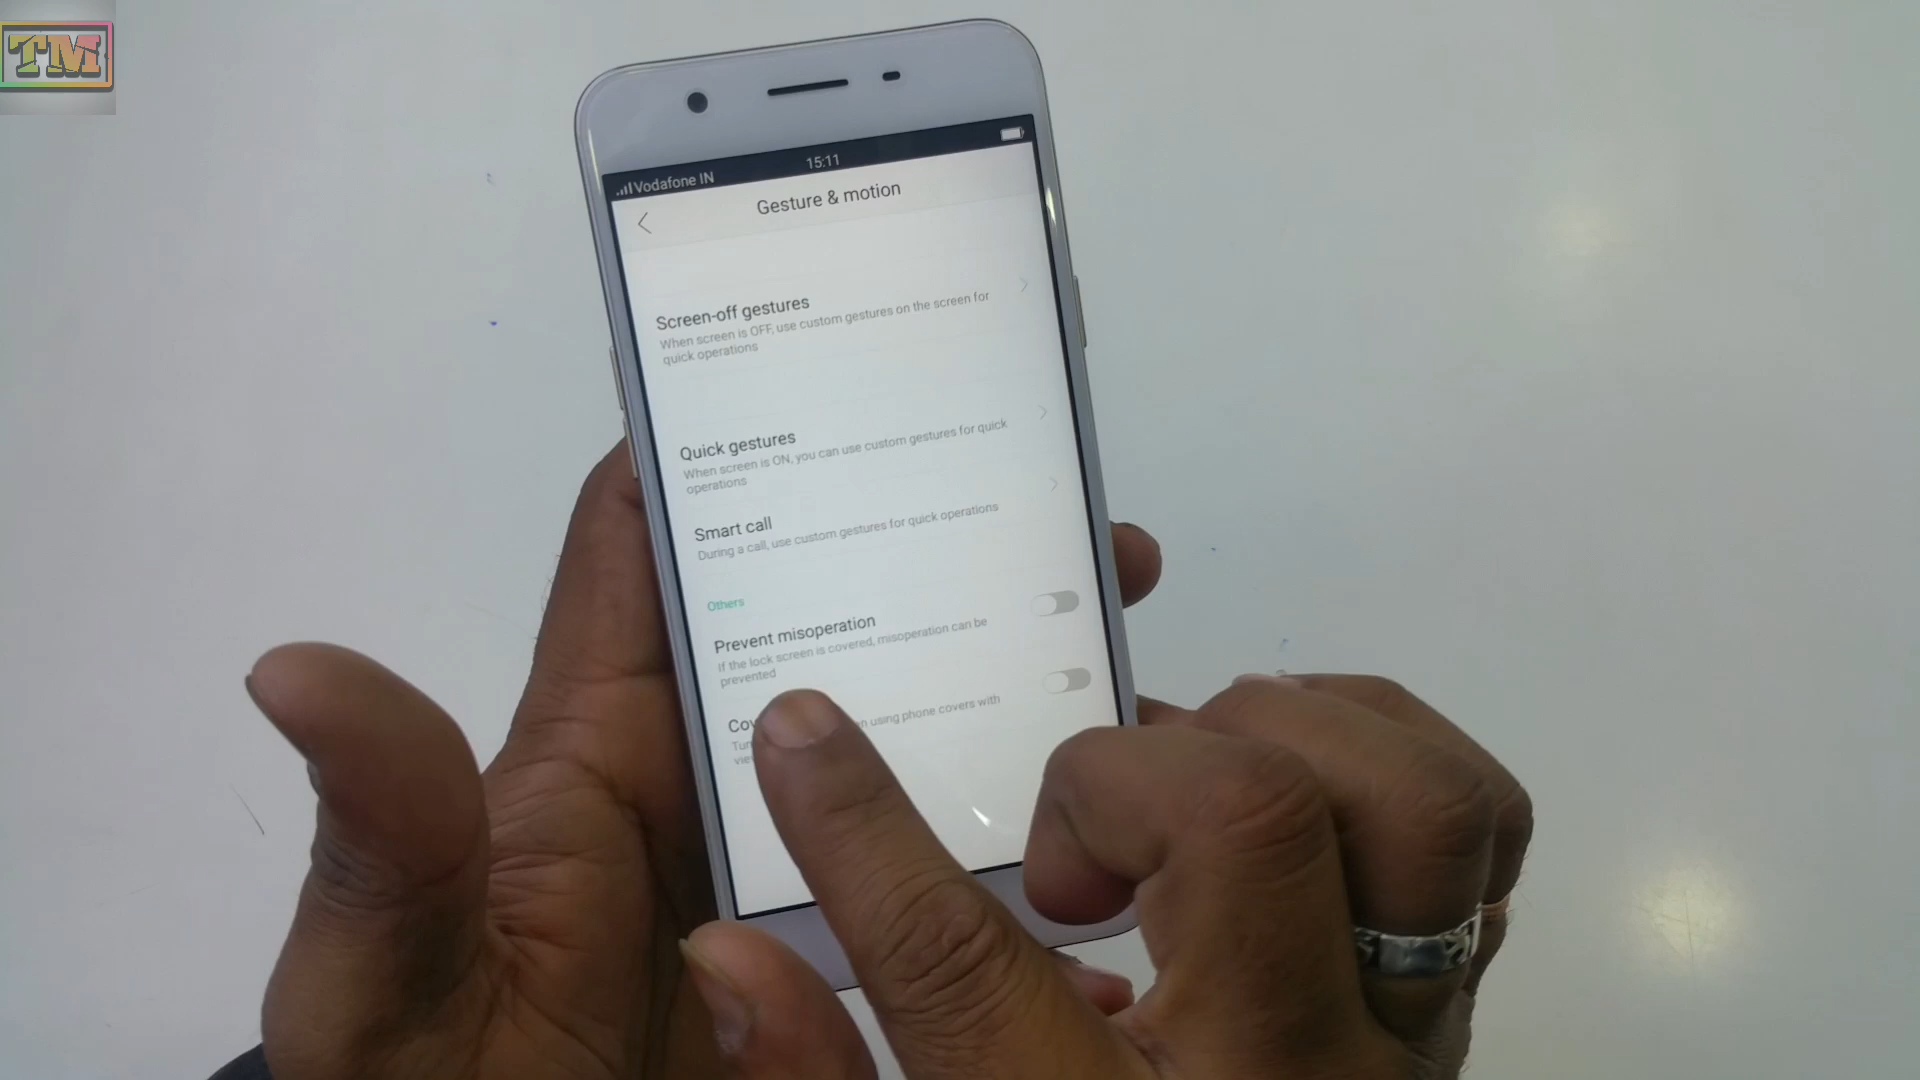 TM
Vodafone IN
15:11
Gesture & motion
Screen-off gestures
When screen is OFF, use custom gestures on the screen for
quick operations
Quick gestures
When screen is ON, you can use custom gestures for quick
operations
Smart call
During a call, use custom gestures for quick operations
Others
Prevent misoperation
If the lock screen is covered, misoperation can be
prevented
using phone covers with